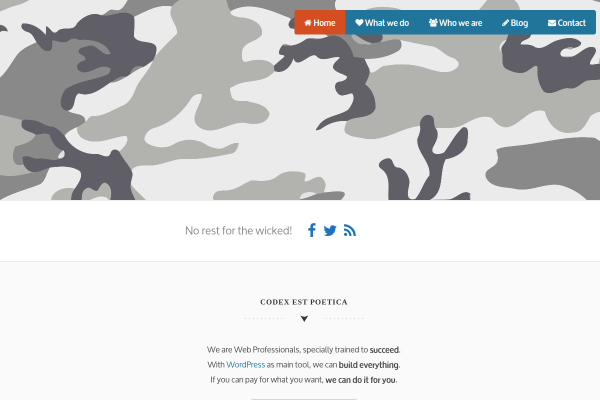 Home What we do Who we are Blog Contact
No rest for the wicked!
CODEX EST POETICA
We are Web Professionals, specially trained to succeed.
With WordPress as main tool, we can build everything.
If you can pay for what you want, we can do it for you.